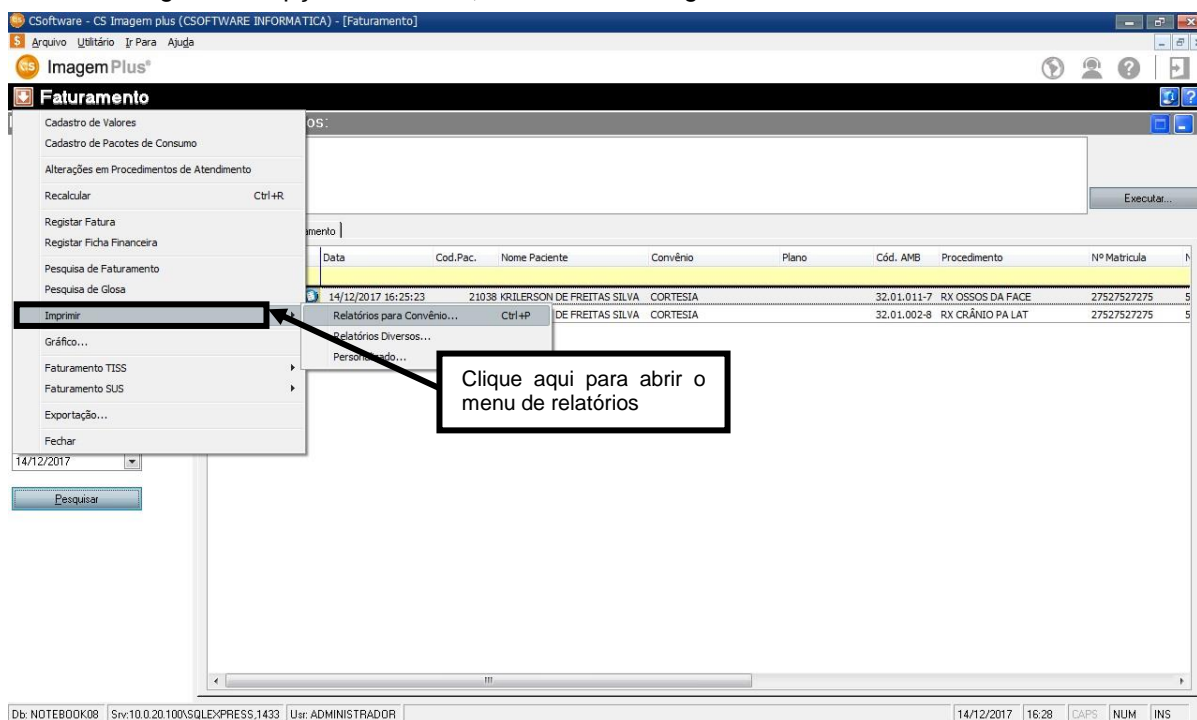 CSoftware - CS Imagem plus (CSOFTWARE INFORMATICA) - [Faturamento]
Arquivo Utilitário Ir Para Ajuda
Imagem Plus®
Faturamento
Cadastro de Valores
os:
Cadastro de Pacotes de Consumo
Alterações em Procedimentos de Atendimento
Recalcular Ctrl+R
Executar...
Registar Fatura
Registar Ficha Financeira
Data Cod.Pac. Nome Paciente Convênio Plano Cód. AMB Procedimento Nº Matricula
Pesquisa de Faturamento
Pesquisa de Glosa
14/12/2017 16:25:23 21038 KRILERSON DE FREITAS SILVA CORTESIA 32.01.011-7 RX OSSOS DA FACE 27527527275 5
Imprimir
Relatórios para Convênio... Ctrl+P
DE FREITAS SILVA CORTESIA 32.01.002-8 RX CRÂNIO PA LAT 27527527275 5
Relatórios Diversos...
Gráfico...
Personalizado...
Faturamento TISS
Faturamento SUS
Clique aqui para abrir o
menu de relatórios
Exportação...
Fechar
14/12/2017
Pesquisar
Db: NOTEBOOK08 Srv:10.0.20.100\SQLEXPRESS,1433 Usr: ADMINISTRADOR 14/12/2017 16:28 CAPS NUM INS